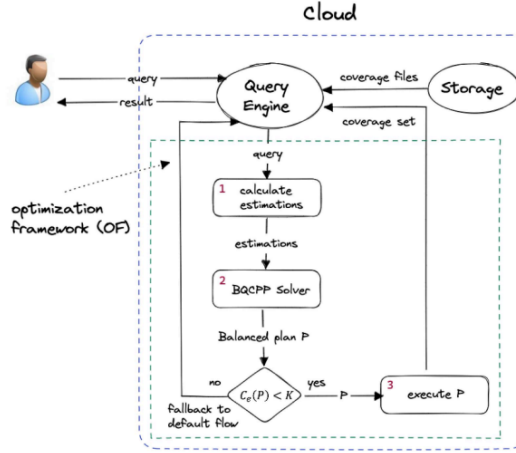 Cloud
query
result
Query
Engine
coverage files
Storage
coverage set
query
optimization
framework (OF)
1 calculate
estimations
estimations
2 BQCPP Solver
Balanced plan P
no
C_e(P) < K
yes
P
3 execute P
fallback to
default flow